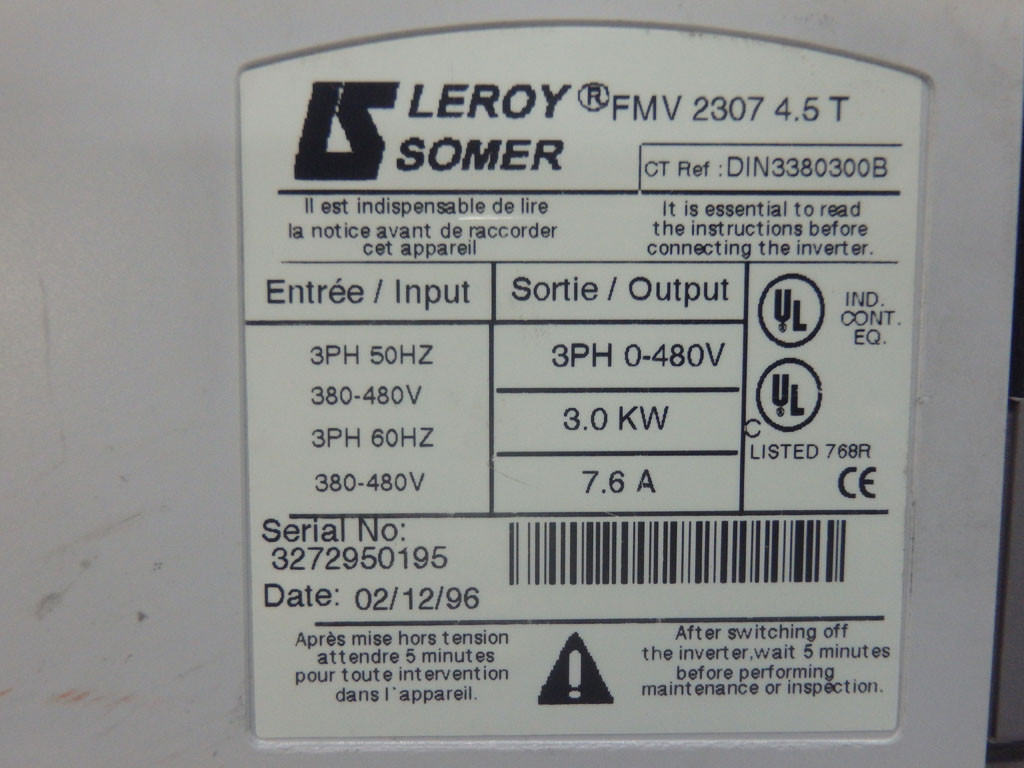 LEROY ® FMV 2307 4.5 T
SOMER
CT Ref : DIN3380300B
Il est indispensable de lire
la notice avant de raccorder
cet appareil
It is essential to read
the instructions before
connecting the inverter.
Entrée / Input
3PH 50HZ
380-480V
3PH 60HZ
380-480V
Sortie / Output
3PH 0-480V
3.0 KW
7.6 A
UL
IND.
CONT.
EQ.
C UL
LISTED 768R
CE
Serial No:
3272950195
Date: 02/12/96
Après mise hors tension
attendre 5 minutes
pour toute intervention
dans l`appareil.
!
After switching off
the inverter,wait 5 minutes
before performing
maintenance or inspection.